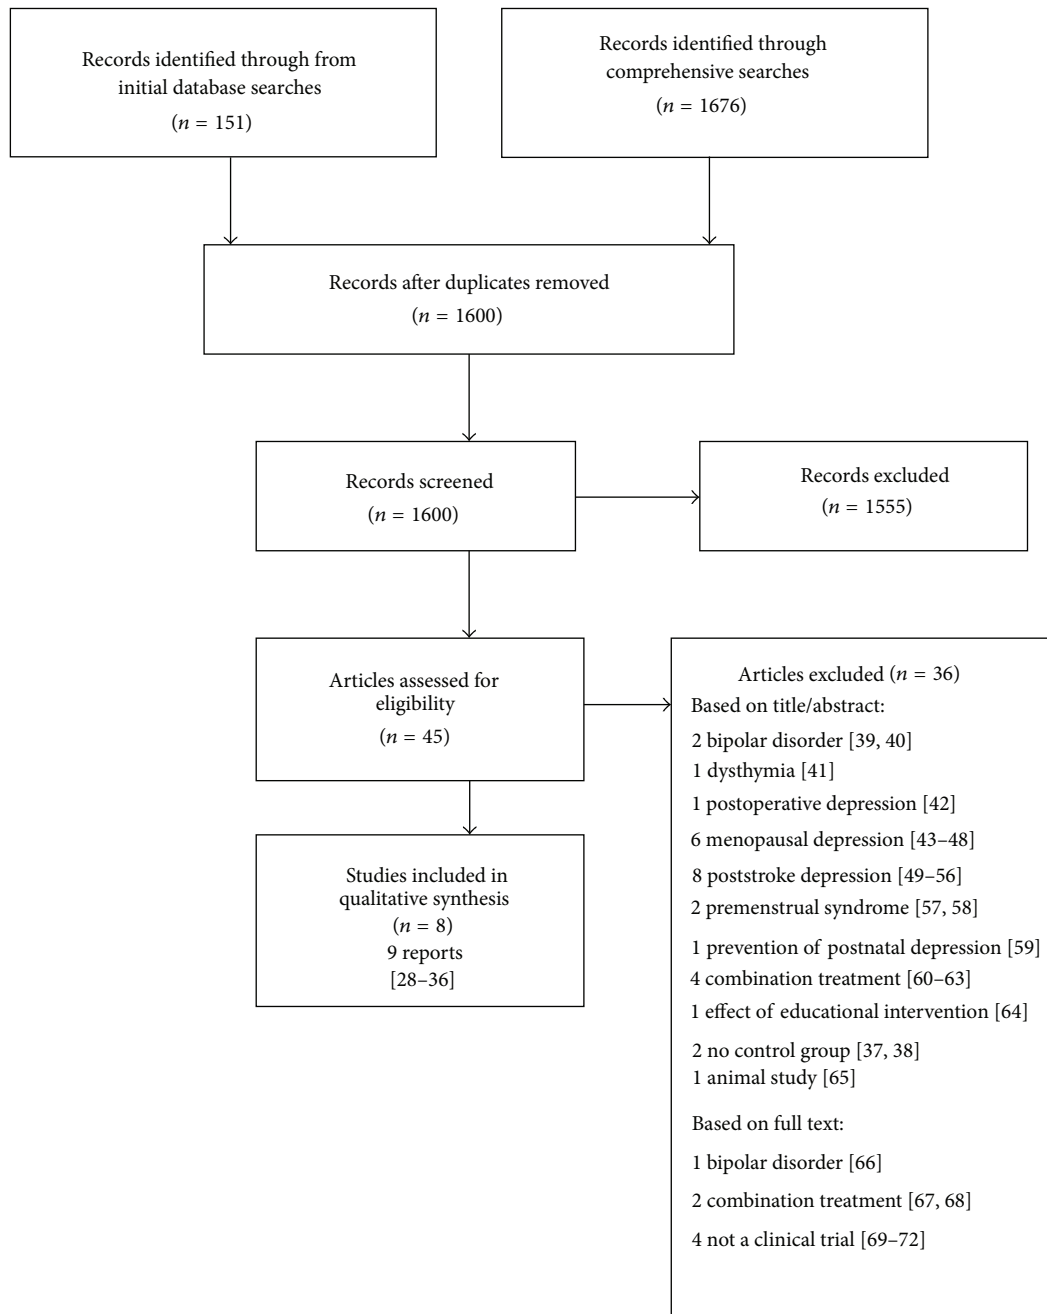 Records identified through from
initial database searches
(n = 151)
Records identified through
comprehensive searches
(n = 1676)
Records after duplicates removed
(n = 1600)
Records screened
(n = 1600)
Records excluded
(n = 1555)
Articles assessed for
eligibility
(n = 45)
Articles excluded (n = 36)
Based on title/abstract:
2 bipolar disorder [39, 40]
1 dysthymia [41]
1 postoperative depression [42]
6 menopausal depression [43–48]
8 poststroke depression [49–56]
2 premenstrual syndrome [57, 58]
1 prevention of postnatal depression [59]
4 combination treatment [60–63]
1 effect of educational intervention [64]
2 no control group [37, 38]
1 animal study [65]
Based on full text:
1 bipolar disorder [66]
2 combination treatment [67, 68]
4 not a clinical trial [69–72]
Studies included in
qualitative synthesis
(n = 8)
9 reports
[28–36]